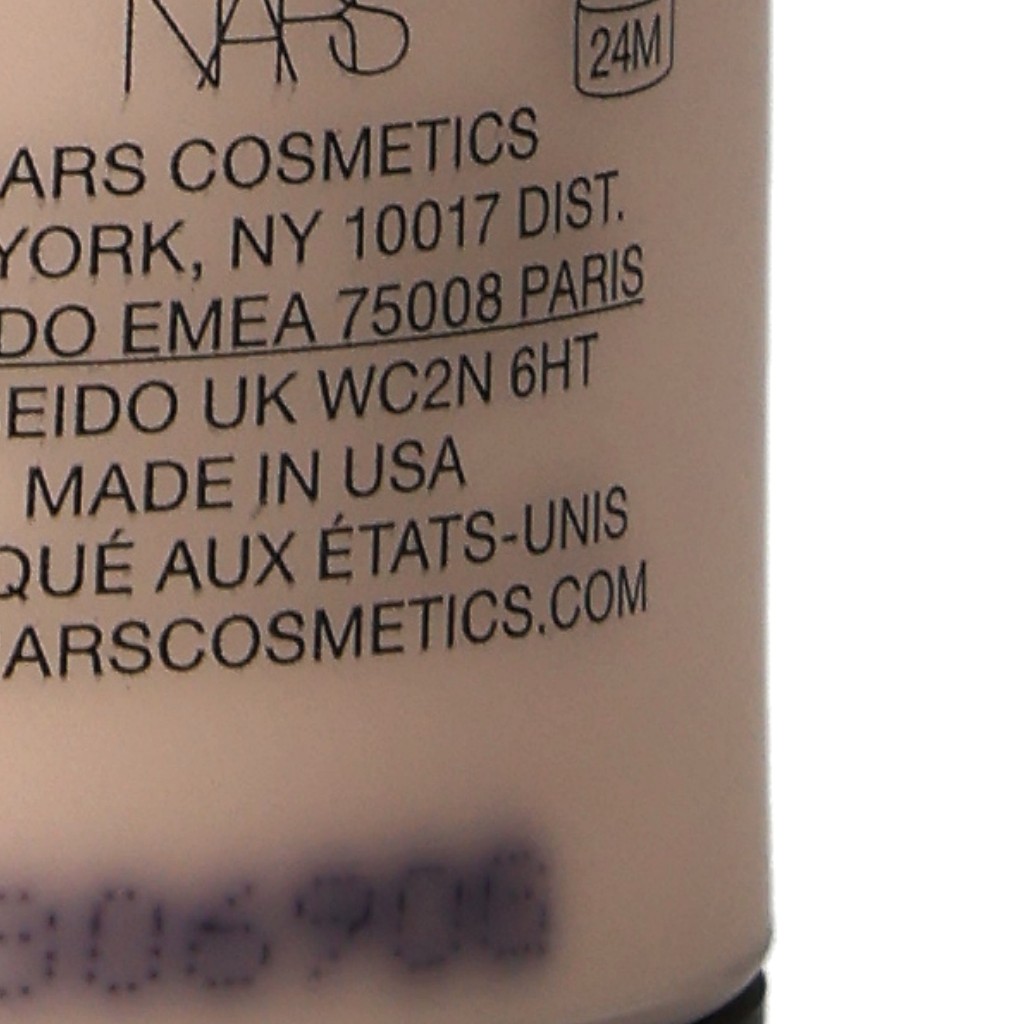 NARS
24M
ARS COSMETICS
YORK, NY 10017 DIST.
DO EMEA 75008 PARIS
EIDO UK WC2N 6HT
MADE IN USA
QUÉ AUX ÉTATS-UNIS
ARSCOSMETICS.COM